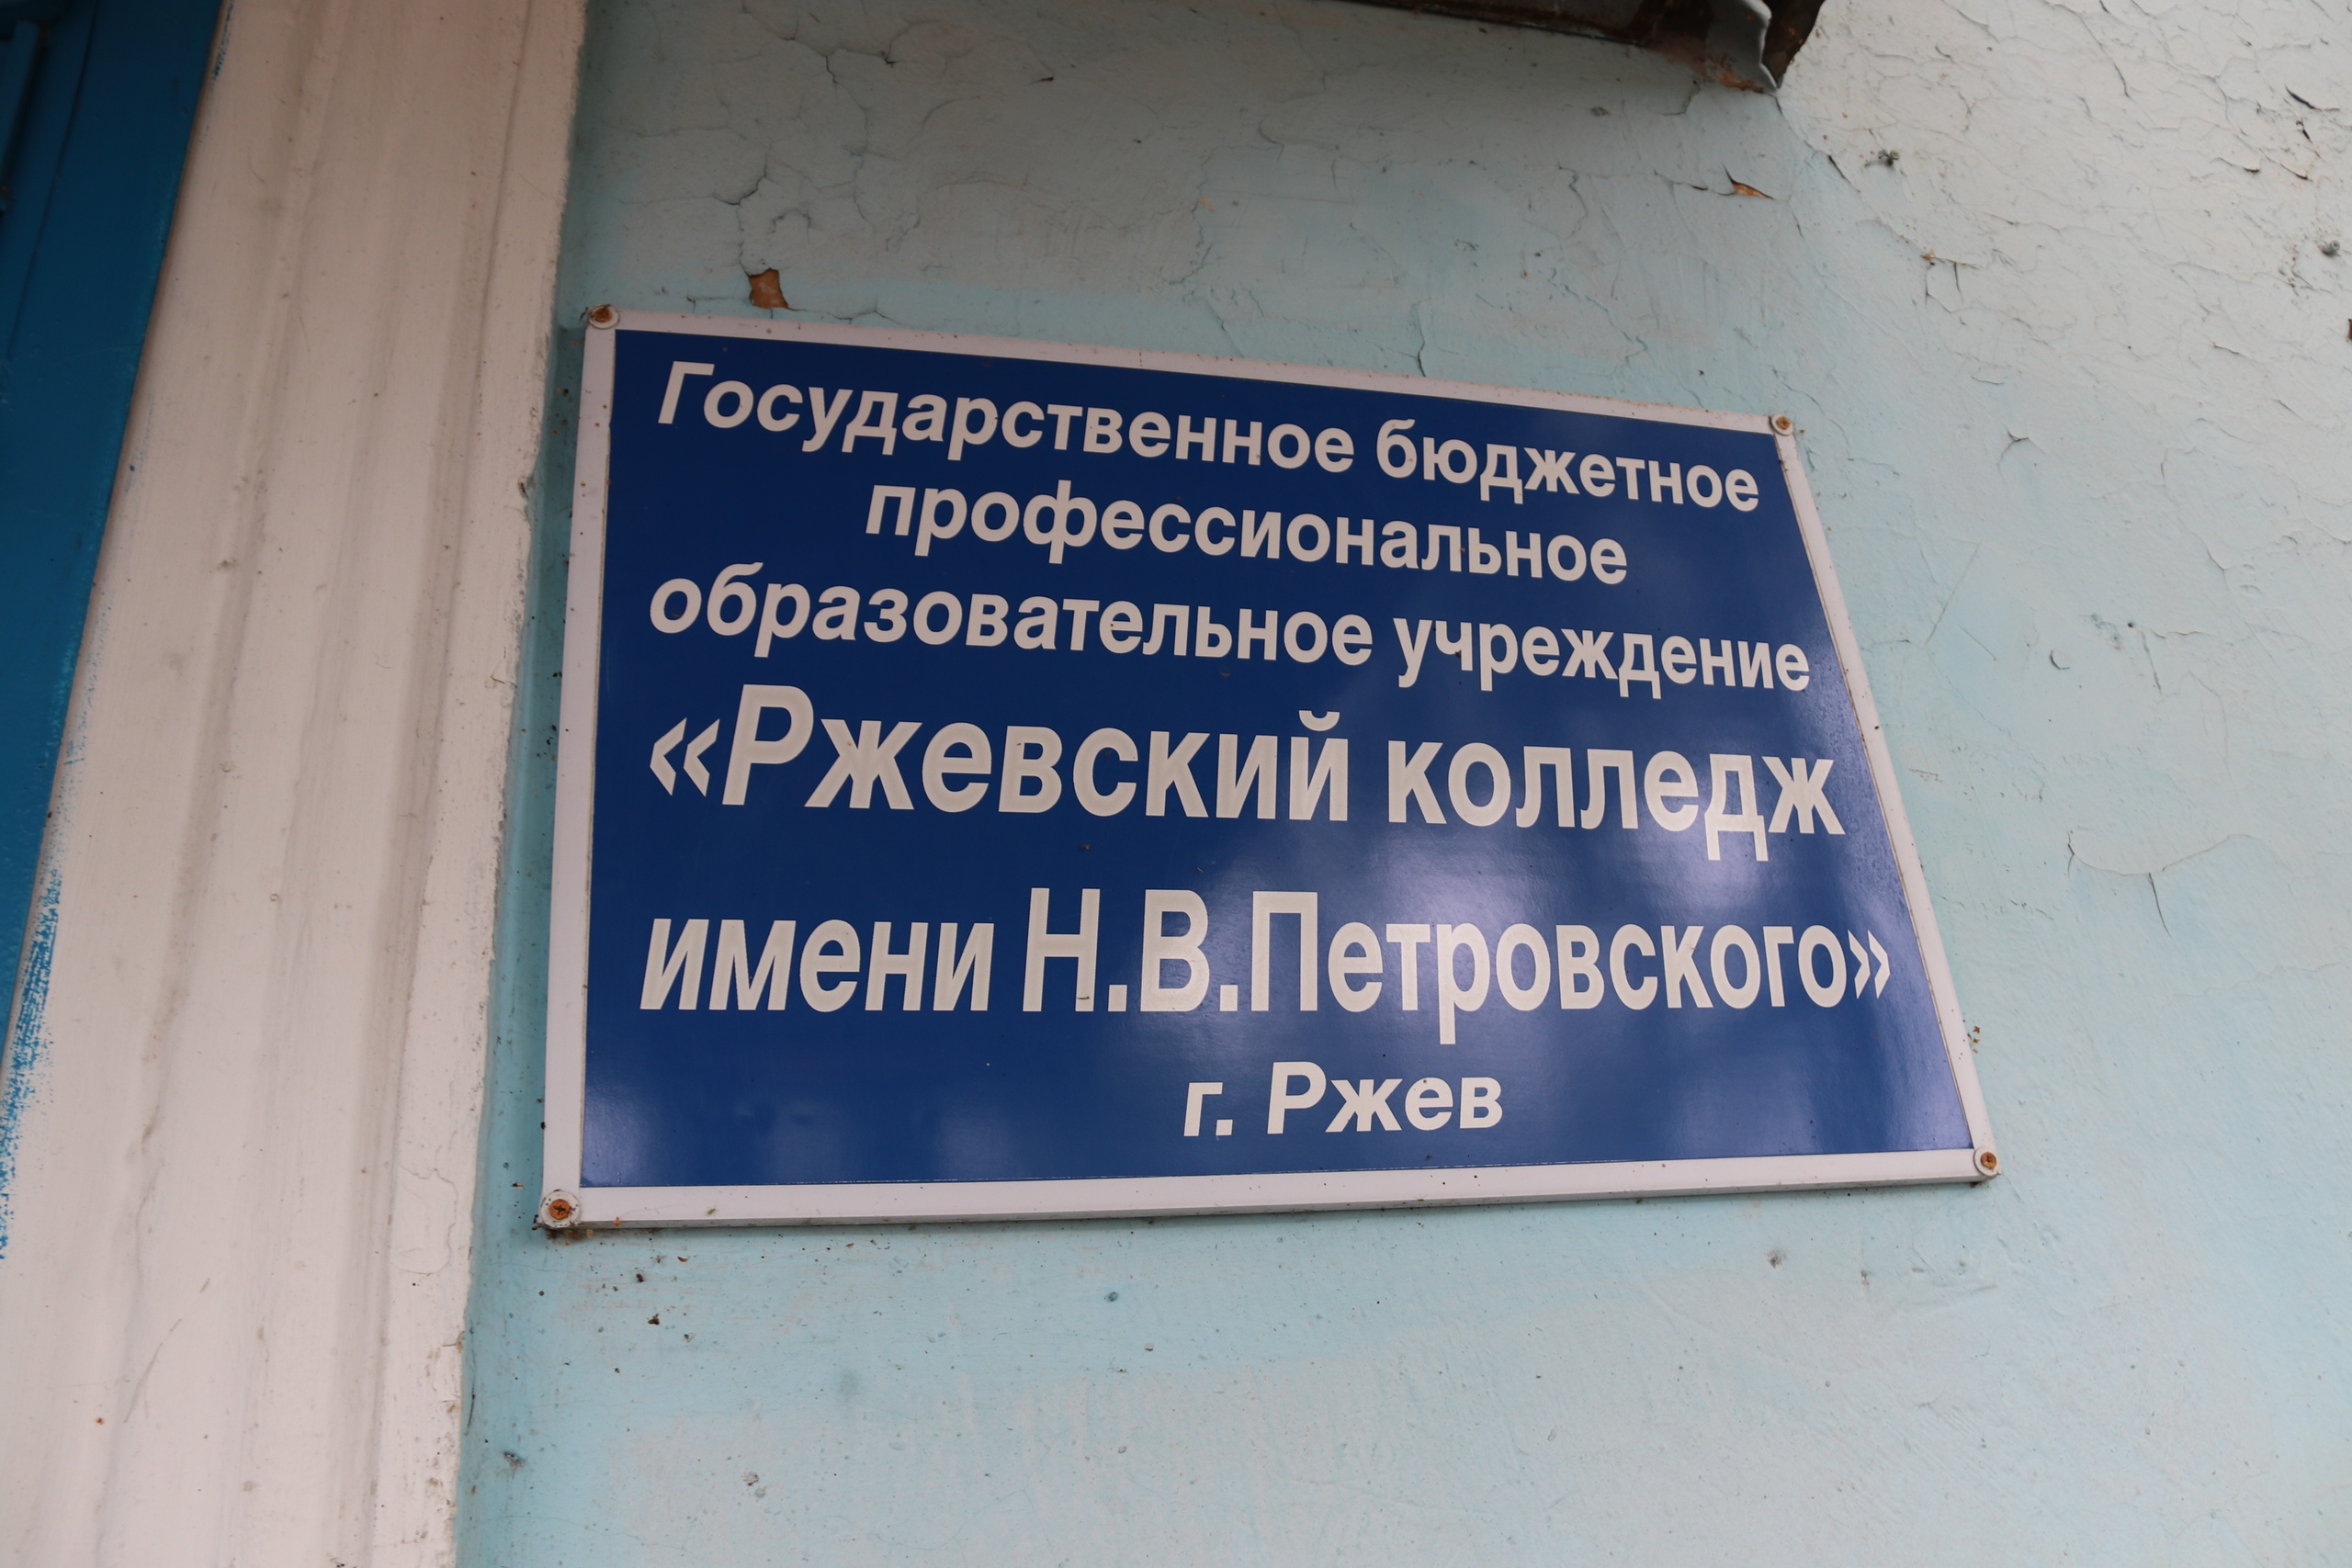 Государственное бюджетное
профессиональное
образовательное учреждение
«Ржевский колледж
имени Н.В.Петровского»
г. Ржев